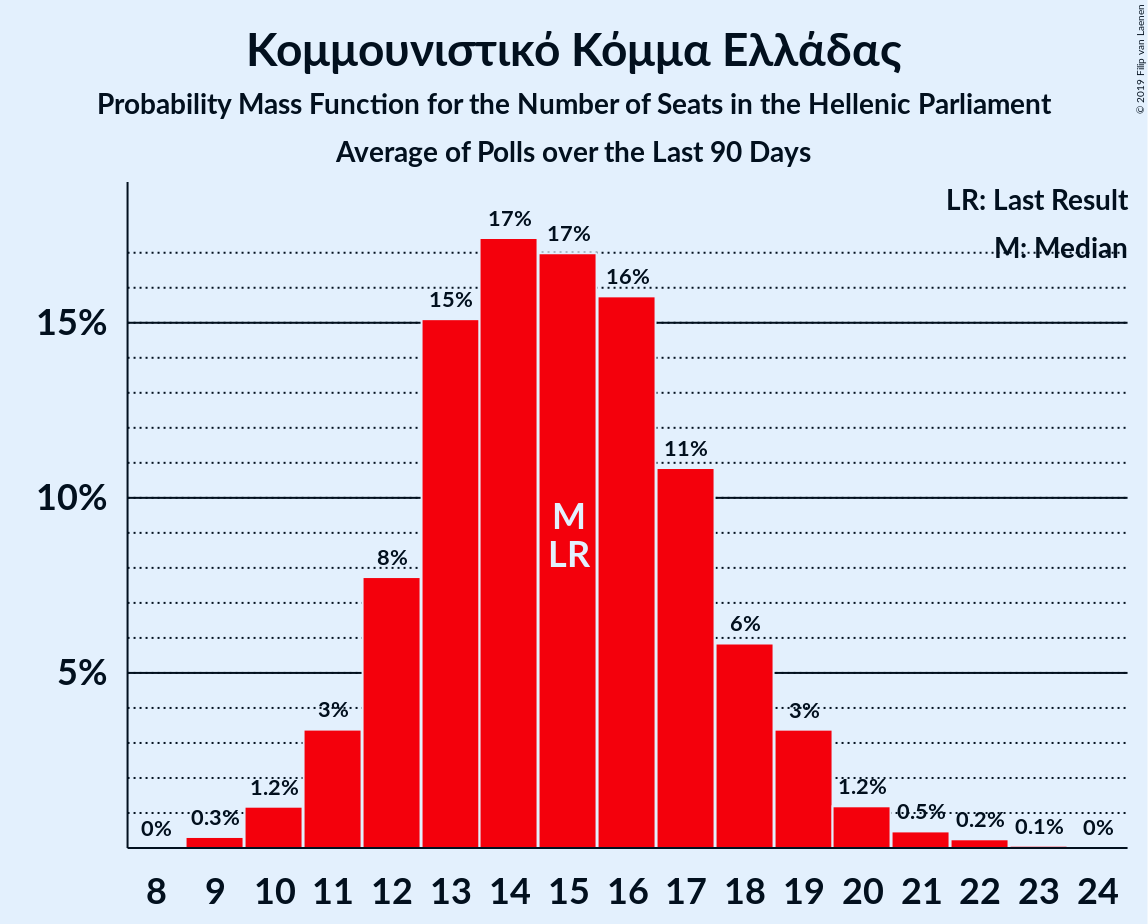 Κομμουνιστικό Κόμμα Ελλάδας
Probability Mass Function for the Number of Seats in the Hellenic Parliament
Average of Polls over the Last 90 Days
© 2019 Filip van Laenen
LR: Last Result
M: Median
15%
10%
5%
0%
0.3%
1.2%
3%
8%
15%
17%
17%
16%
11%
6%
3%
1.2%
0.5%
0.2%
0.1%
0%
M
LR
8 9 10 11 12 13 14 15 16 17 18 19 20 21 22 23 24